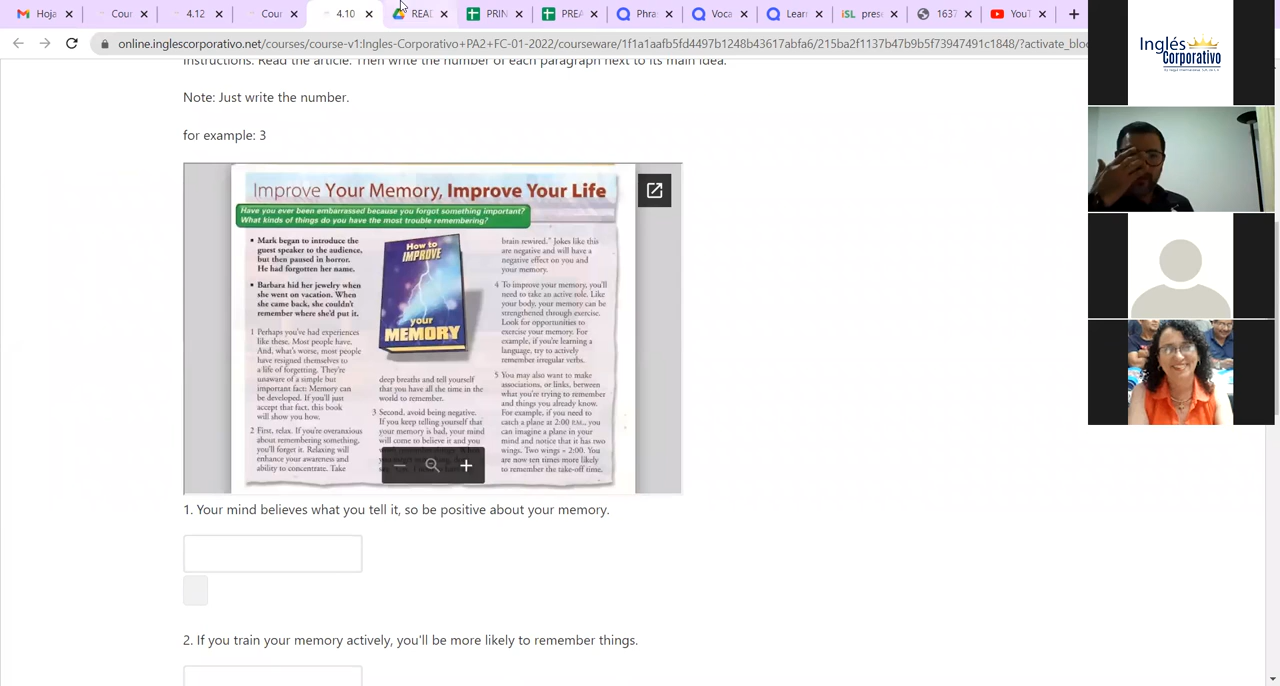 Hoja
Cour
4.12
Cour
4.10
READ
PRIN
PREA
Phras
Voca
Learn
iSL
prese
1637
YouT
online.inglescorporativo.net/courses/course-v1:Ingles-Corporativo+PA2+FC-01-2022/courseware/1f1a1aafb5fd4497b1248b43617abfa6/215ba2f1137b47b9b5f73947491c1848/?activate_bloc
Instructions. Read the article. Then write the number of each paragraph next to its main idea.
Note: Just write the number.
for example: 3
Improve Your Memory, Improve Your Life
Have you ever been embarrassed because you forgot something important?
What kinds of things do you have the most trouble remembering?
• Mark began to introduce the
guest speaker to the audience,
but then paused in horror.
He had forgotten her name.
• Barbara hid her jewelry when
she went on vacation. When
she came back, she couldn't
remember where she'd put it.
1 Perhaps you've had experiences
like these. Most people have.
And, what's worse, most people
have resigned themselves to
a life of forgetting. They're
unaware of a simple but
important fact: Memory can
be developed. If you'll just
accept that fact, this book
will show you how.
2 First, relax. If you're overanxious
about remembering something,
you'll forget it. Relaxing will
enhance your awareness and
ability to concentrate. Take
How to
IMPROVE
your
MEMORY
deep breaths and tell yourself
that you have all the time in the
world to remember.
3 Second, avoid being negative.
If you keep telling yourself that
your memory is bad, your mind
will come to believe it and you
brain rewired." Jokes like this
are negative and will have a
negative effect on you and
your memory.
4 To improve your memory, you'll
need to take an active role. Like
your body, your memory can be
strengthened through exercise.
Look for opportunities to
exercise your memory. For
example, if you're learning a
language, try to actively
remember irregular verbs.
5 You may also want to make
associations, or links, between
what you're trying to remember
and things you already know.
For example, if you need to
catch a plane at 2:00 P.M., you
can imagine a plane in your
mind and notice that it has two
wings. Two wings = 2:00. You
are now ten times more likely
to remember the take-off time.
1. Your mind believes what you tell it, so be positive about your memory.
2. If you train your memory actively, you'll be more likely to remember things.
Inglés
Corporativo